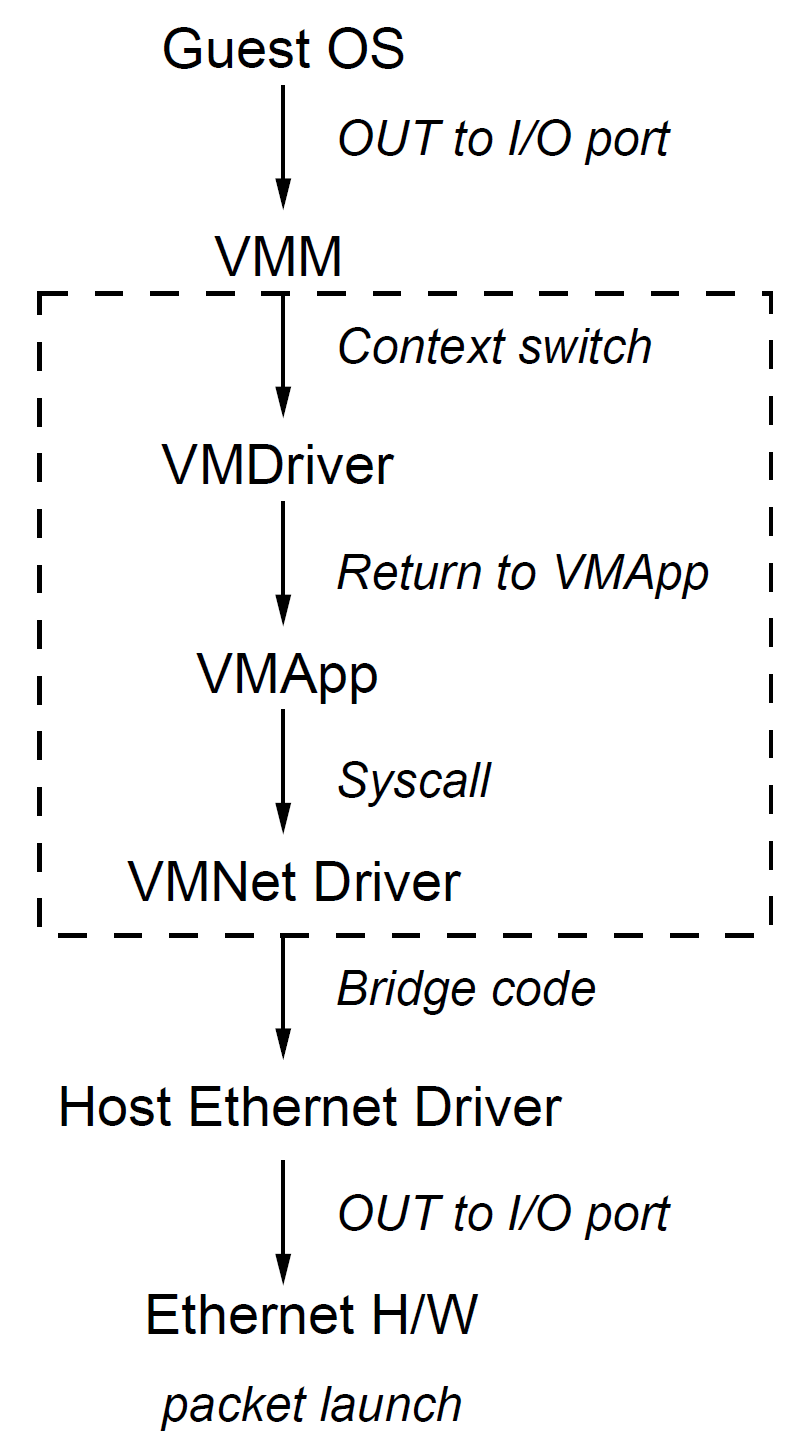 Guest OS
OUT to I/O port
VMM
Context switch
VMDriver
Return to VMApp
VMApp
Syscall
VMNet Driver
Bridge code
Host Ethernet Driver
OUT to I/O port
Ethernet H/W
packet launch